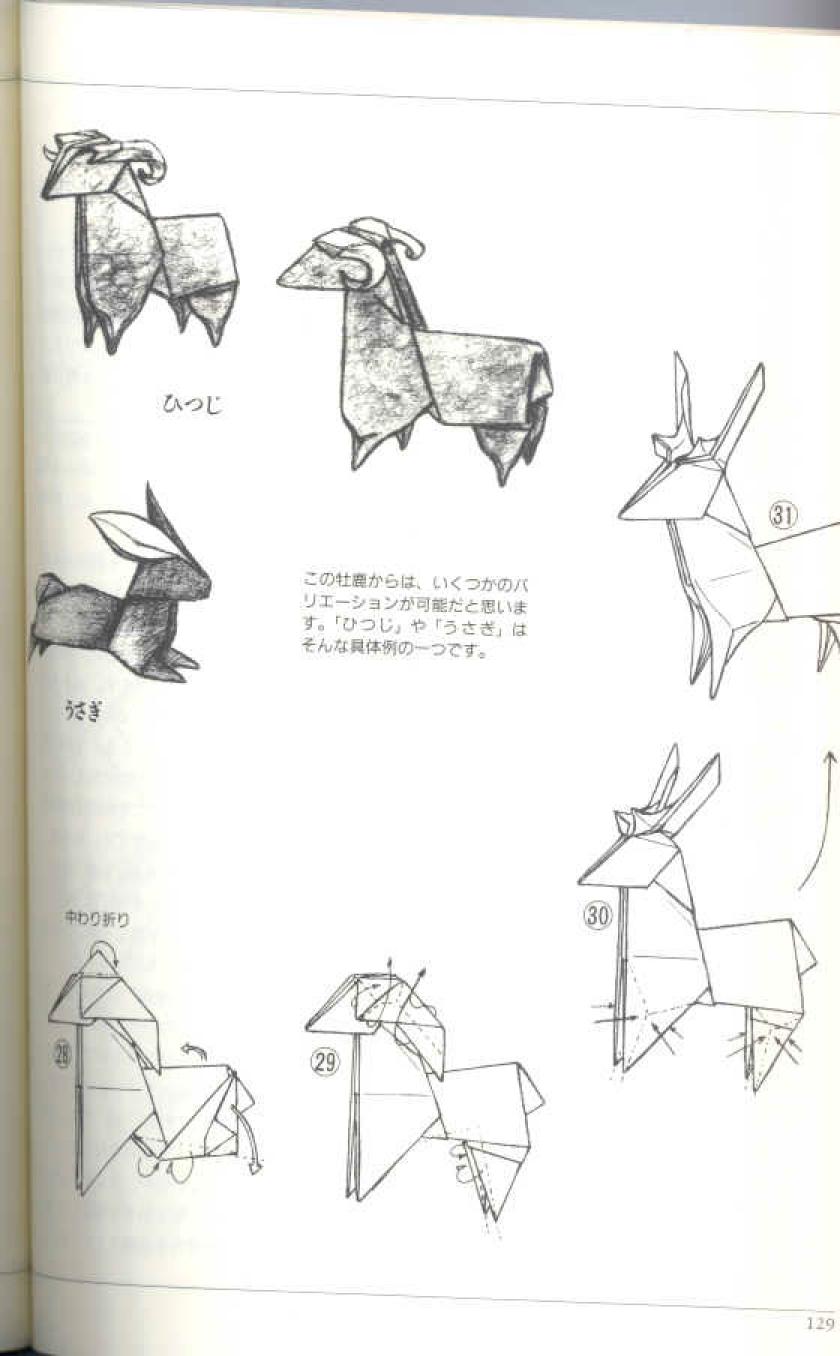 ひつじ
㉛
この牡鹿からは、いくつかのバ
リエーションが可能だと思いま
す。「ひつじ」や「うさぎ」は
そんな具体例の一つです。
うさぎ
㉚
中わり折り
㉘
㉙
129